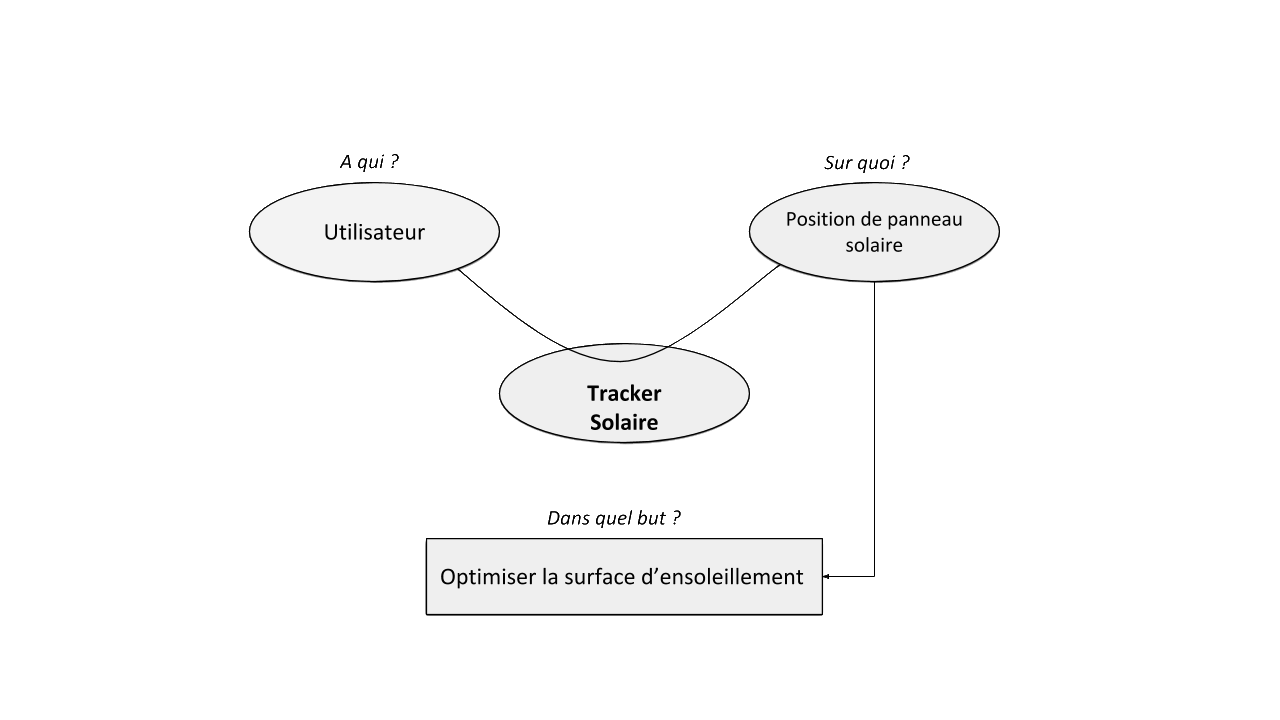 A qui ?
Sur quoi ?
Utilisateur
Position de panneau
solaire
Tracker
Solaire
Dans quel but ?
Optimiser la surface d’ensoleillement